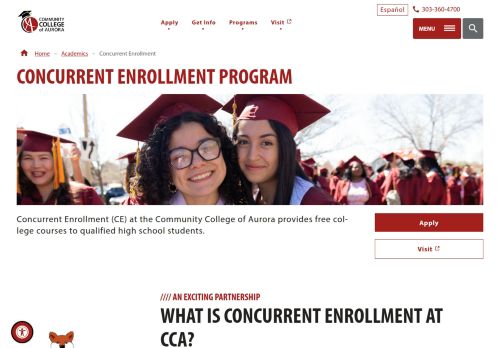 Español
303-360-4700
COMMUNITY
COLLEGE
of AURORA
Apply
Get Info
Programs
Visit
MENU
Home
Academics
Concurrent Enrollment
CONCURRENT ENROLLMENT PROGRAM
Concurrent Enrollment (CE) at the Community College of Aurora provides free col-
lege courses to qualified high school students.
Apply
Visit
//// AN EXCITING PARTNERSHIP
WHAT IS CONCURRENT ENROLLMENT AT
CCA?